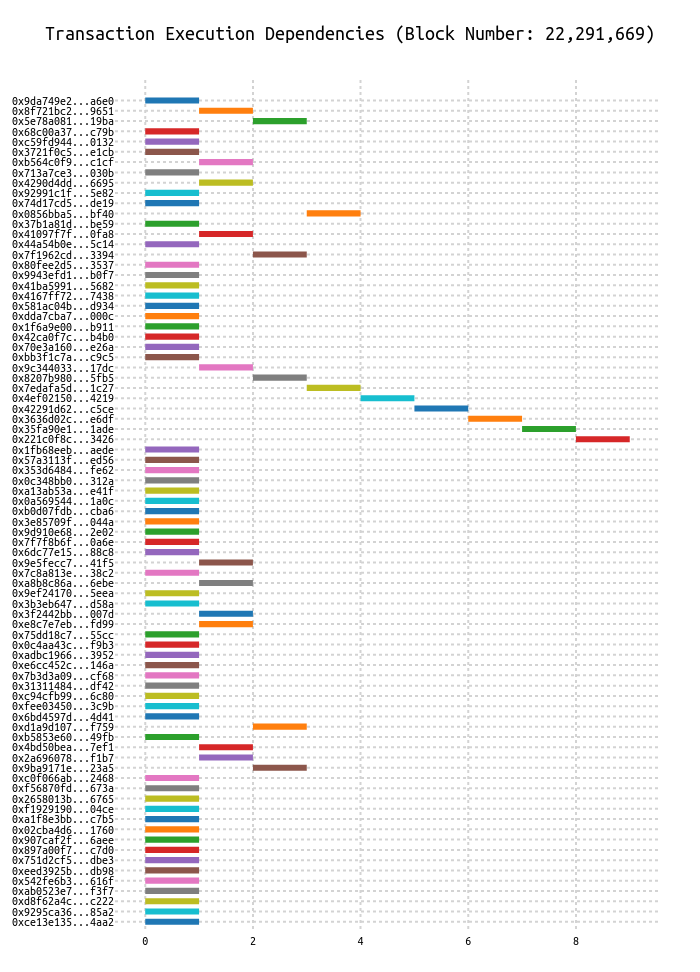 Transaction Execution Dependencies (Block Number: 22,291,669)
0x9da749e2...a6e0
0x8f721bc2...9651
0x5e78a081...19ba
0x68c00a37...c79b
0xc59fd944...0132
0x3721f0c5...e1cb
0xb564c0f9...c1cf
0x713a7ce3...030b
0x4290d4dd...6695
0x92991c1f...5e82
0x74d17cd5...de19
0x0856bba5...bf40
0x37b1a81d...be59
0x41097f7f...0fa8
0x44a54b0e...5c14
0x7f1962cd...3394
0x80fee2d5...3537
0x9943efd1...b0f7
0x41ba5991...5682
0x4167ff72...7438
0x581ac04b...d934
0xdda7cba7...000c
0x1f6a9e00...b911
0x42ca0f7c...b4b0
0x70e3a160...e26a
0xbb3f1c7a...c9c5
0x9c344033...17dc
0x8207b980...5fb5
0x7edafa5d...1c27
0x4ef02150...4219
0x42291d62...c5ce
0x3636d02c...e6df
0x35fa90e1...1ade
0x221c0f8c...3426
0x1fb68eeb...aede
0x57a3113f...ed56
0x353d6484...fe62
0x0c348bb0...312a
0xa13ab53a...e41f
0x0a569544...1a0c
0xb0d07fdb...cba6
0x3e85709f...044a
0x9d910e68...2e02
0x7f7f8b6f...0a6e
0x6dc77e15...88c8
0x9e5fecc7...41f5
0x7c8a813e...38c2
0xa8b8c86a...6ebe
0x9ef24170...5eea
0x3b3eb647...d58a
0x3f2442bb...007d
0xe8c7e7eb...fd99
0x75dd18c7...55cc
0x0c4aa43c...f9b3
0xadbc1966...3952
0xe6cc452c...146a
0x7b3d3a09...cf68
0x31311484...df42
0xc94cfb99...6c80
0xfee03450...3c9b
0x6bd4597d...4d41
0xd1a9d107...f759
0xb5853e60...49fb
0x4bd50bea...7ef1
0x2a696078...f1b7
0x9ba9171e...23a5
0xc0f066ab...2468
0xf56870fd...673a
0x2658013b...6765
0xf1929190...04ce
0xa1f8e3bb...c7b5
0x02cba4d6...1760
0x907caf2f...6aee
0x897a00f7...c7d0
0x751d2cf5...dbe3
0xeed3925b...db98
0x542fe6b3...616f
0xab0523e7...f3f7
0xd8f62a4c...c222
0x9295ca36...85a2
0xce13e135...4aa2
0 2 4 6 8